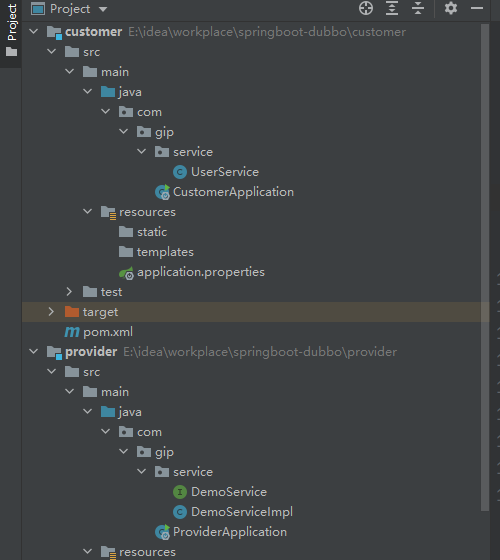 Project
Project
customer E:\idea\workplace\springboot-dubbo\customer
src
main
java
com
gip
service
C UserService
C CustomerApplication
resources
static
templates
application.properties
test
target
m pom.xml
provider E:\idea\workplace\springboot-dubbo\provider
src
main
java
com
gip
service
I DemoService
C DemoServiceImpl
C ProviderApplication
resources